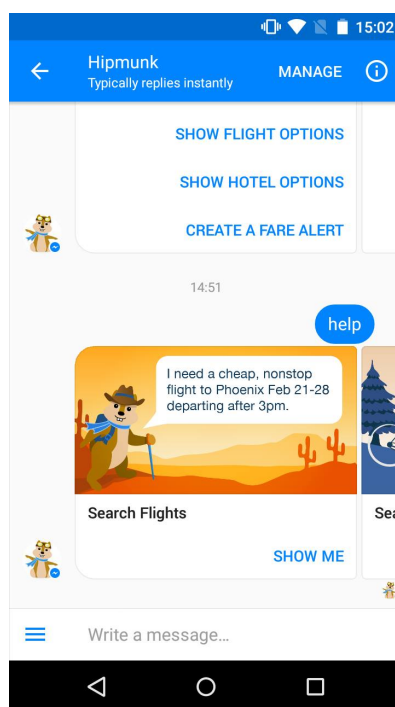 15:02
Hipmunk
Typically replies instantly
MANAGE
SHOW FLIGHT OPTIONS
SHOW HOTEL OPTIONS
CREATE A FARE ALERT
14:51
help
I need a cheap, nonstop
flight to Phoenix Feb 21-28
departing after 3pm.
Search Flights
SHOW ME
Write a message...